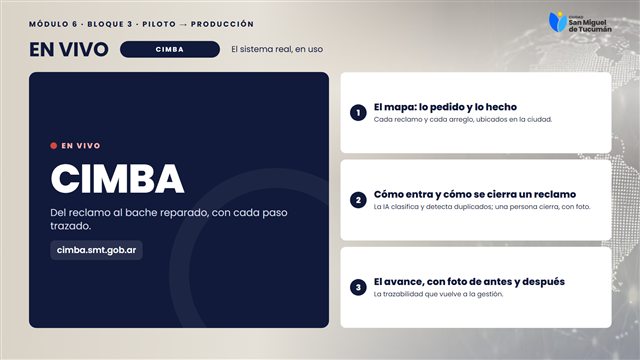 MÓDULO 6 • BLOQUE 3 • PILOTO → PRODUCCIÓN
Ciudad
San Miguel
de Tucumán
EN VIVO
CIMBA
El sistema real, en uso
EN VIVO
CIMBA
Del reclamo al bache reparado, con cada paso
trazado.
cimba.smt.gob.ar
1
El mapa: lo pedido y lo hecho
Cada reclamo y cada arreglo, ubicados en la ciudad.
2
Cómo entra y cómo se cierra un reclamo
La IA clasifica y detecta duplicados; una persona cierra, con foto.
3
El avance, con foto de antes y después
La trazabilidad que vuelve a la gestión.